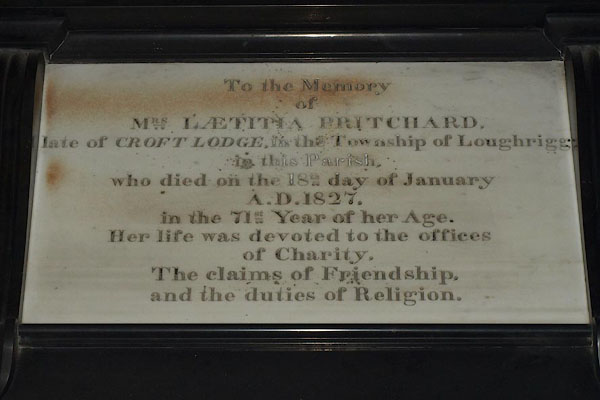 To the Memory
of
Mrs. LÆTITIA PRITCHARD,
late of CROFT LODGE, in the Township of Loughrigg,
in this Parish,
who died on the 18th day of January
A.D. 1827.
in the 71st Year of her Age.
Her life was devoted to the offices
of Charity.
The claims of Friendship,
and the duties of Religion.